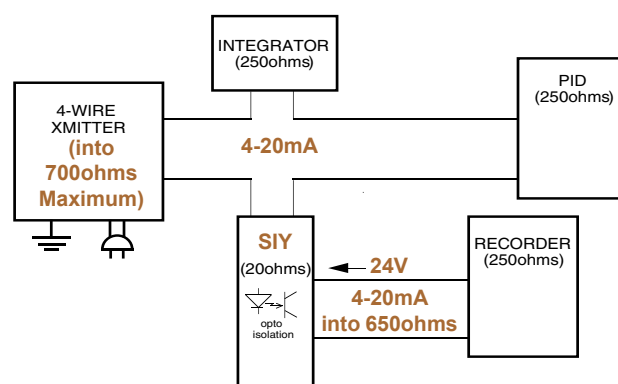 INTEGRATOR
(250ohms)
4-WIRE
XMITTER
(into
700ohms
Maximum)
4-20mA
PID
(250ohms)
SIY
(20ohms)
opto
isolation
24V
4-20mA
into 650ohms
RECORDER
(250ohms)